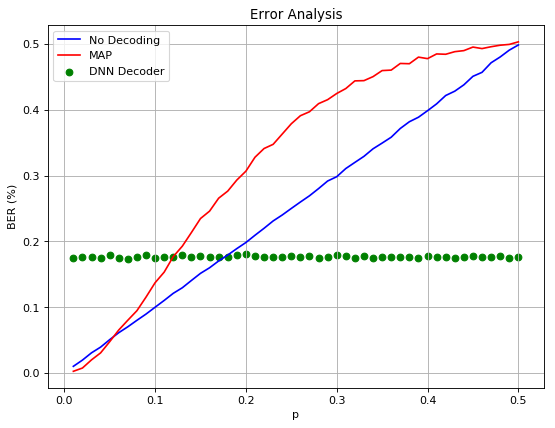 Error Analysis
No Decoding
MAP
DNN Decoder
BER (%)
0.5
0.4
0.3
0.2
0.1
0.0
0.0 0.1 0.2 0.3 0.4 0.5
p